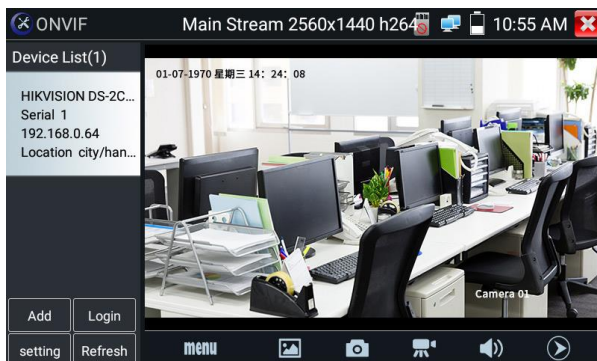 ONVIF
Main Stream 2560x1440 h264
10:55 AM
Device List(1)
HIKVISION DS-2C...
Serial 1
192.168.0.64
Location city/han...
01-07-1970 星期三 14: 24: 08
Camera 01
Add
Login
setting
Refresh
menu